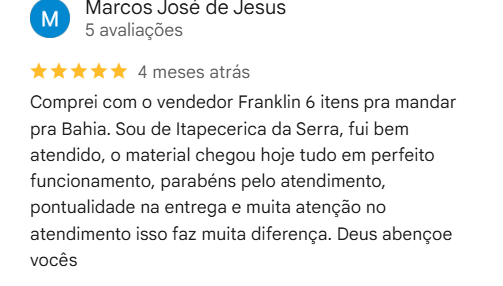 M
Marcos José de Jesus
5 avaliações
4 meses atrás
Comprei com o vendedor Franklin 6 itens pra mandar
pra Bahia. Sou de Itapecerica da Serra, fui bem
atendido, o material chegou hoje tudo em perfeito
funcionamento, parabéns pelo atendimento,
pontualidade na entrega e muita atenção no
atendimento isso faz muita diferença. Deus abençoe
vocês